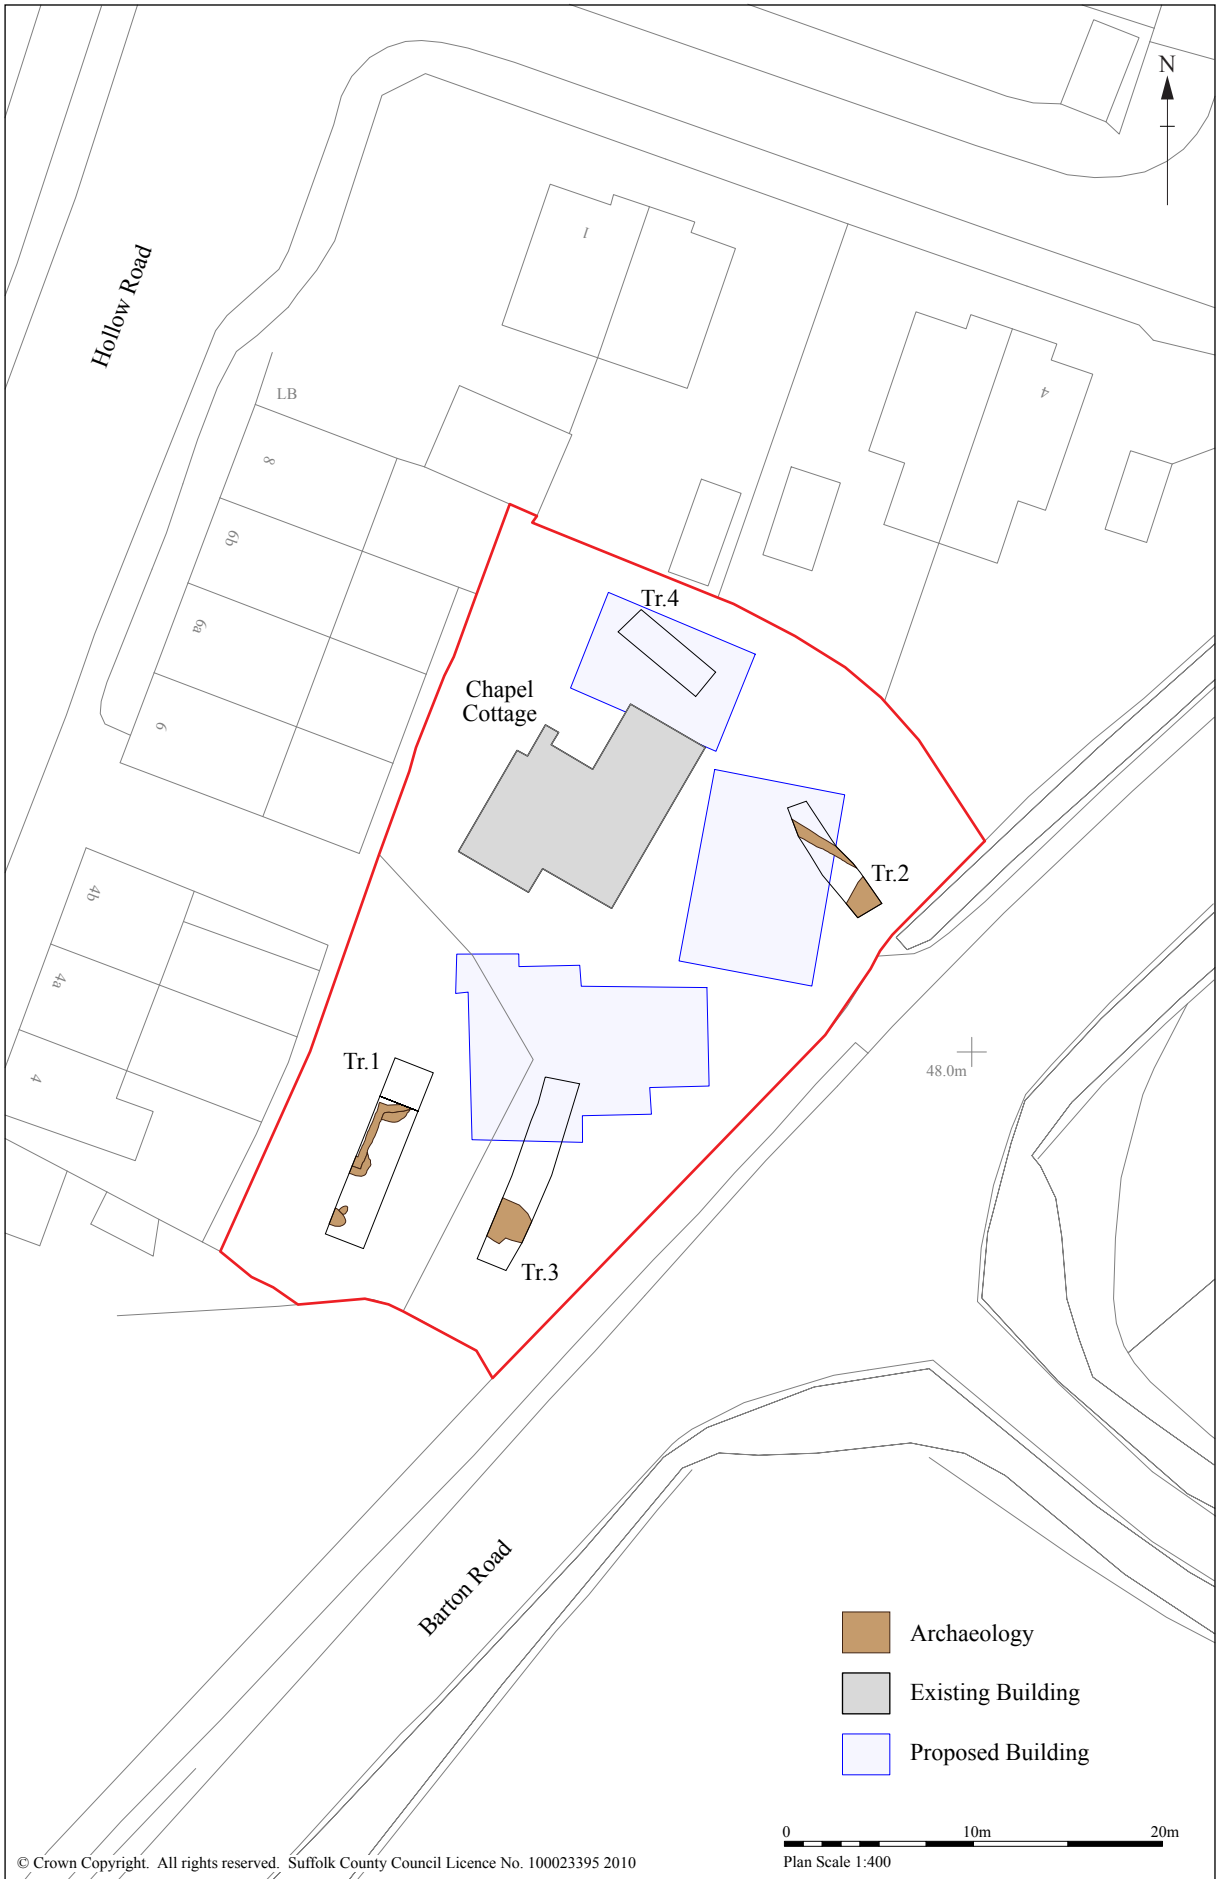 N
Hollow Road
1
4
LB
8
6b
6a
6
Tr.4
Chapel
Cottage
Tr.2
4b
4a
4
Tr.1
48.0m
Tr.3
Barton Road
Archaeology
Existing Building
Proposed Building
0 10m 20m
Plan Scale 1:400
© Crown Copyright. All rights reserved. Suffolk County Council Licence No. 100023395 2010